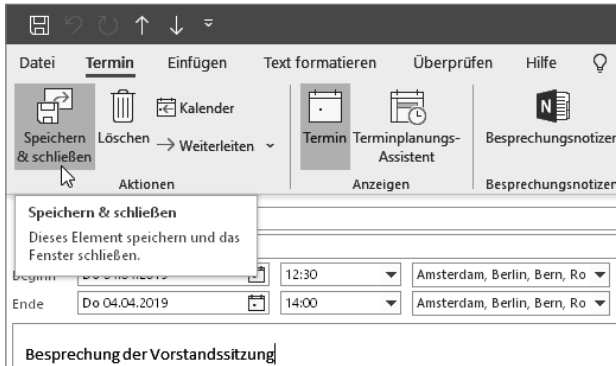 Datei Termin Einfügen Text formatieren Überprüfen Hilfe
Speichern & schließen
Löschen
Kalender
Weiterleiten
Aktionen
Termin
Terminplanungs-Assistent
Anzeigen
Besprechungsnotizen
Besprechungsnotizen
Speichern & schließen
Dieses Element speichern und das
Fenster schließen.
12:30 Amsterdam, Berlin, Bern, Ro
Ende Do 04.04.2019 14:00 Amsterdam, Berlin, Bern, Ro
Besprechung der Vorstandssitzung